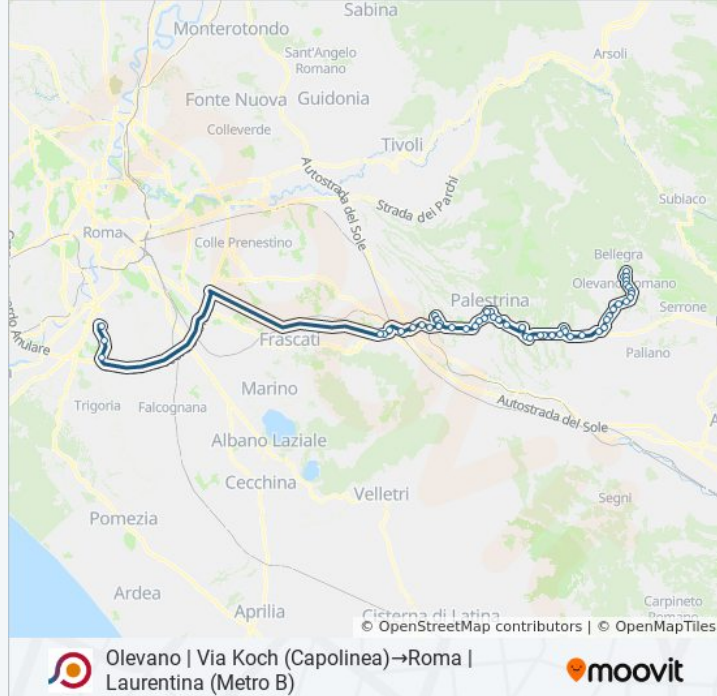 Sabina
Monterotondo
Arsoli
Sant'Angelo
Romano
Fonte Nuova
Guidonia
Colleverde
Tivoli
Autostrada del Sole
Strada dei Parchi
Subiaco
Roma
Colle Prenestino
Bellegra
Olevano Romano
Palestrina
Serrone
Anulare
Frascati
Paliano
Marino
Trigoria
Falcognana
Autostrada del Sole
Albano Laziale
Cecchina
Velletri
Segni
Pomezia
Ardea
Aprilia
Cisterna di Latina
Carpineto
Romano
© OpenStreetMap contributors | © OpenMapTiles
Olevano | Via Koch (Capolinea)→Roma |
Laurentina (Metro B)
moovit